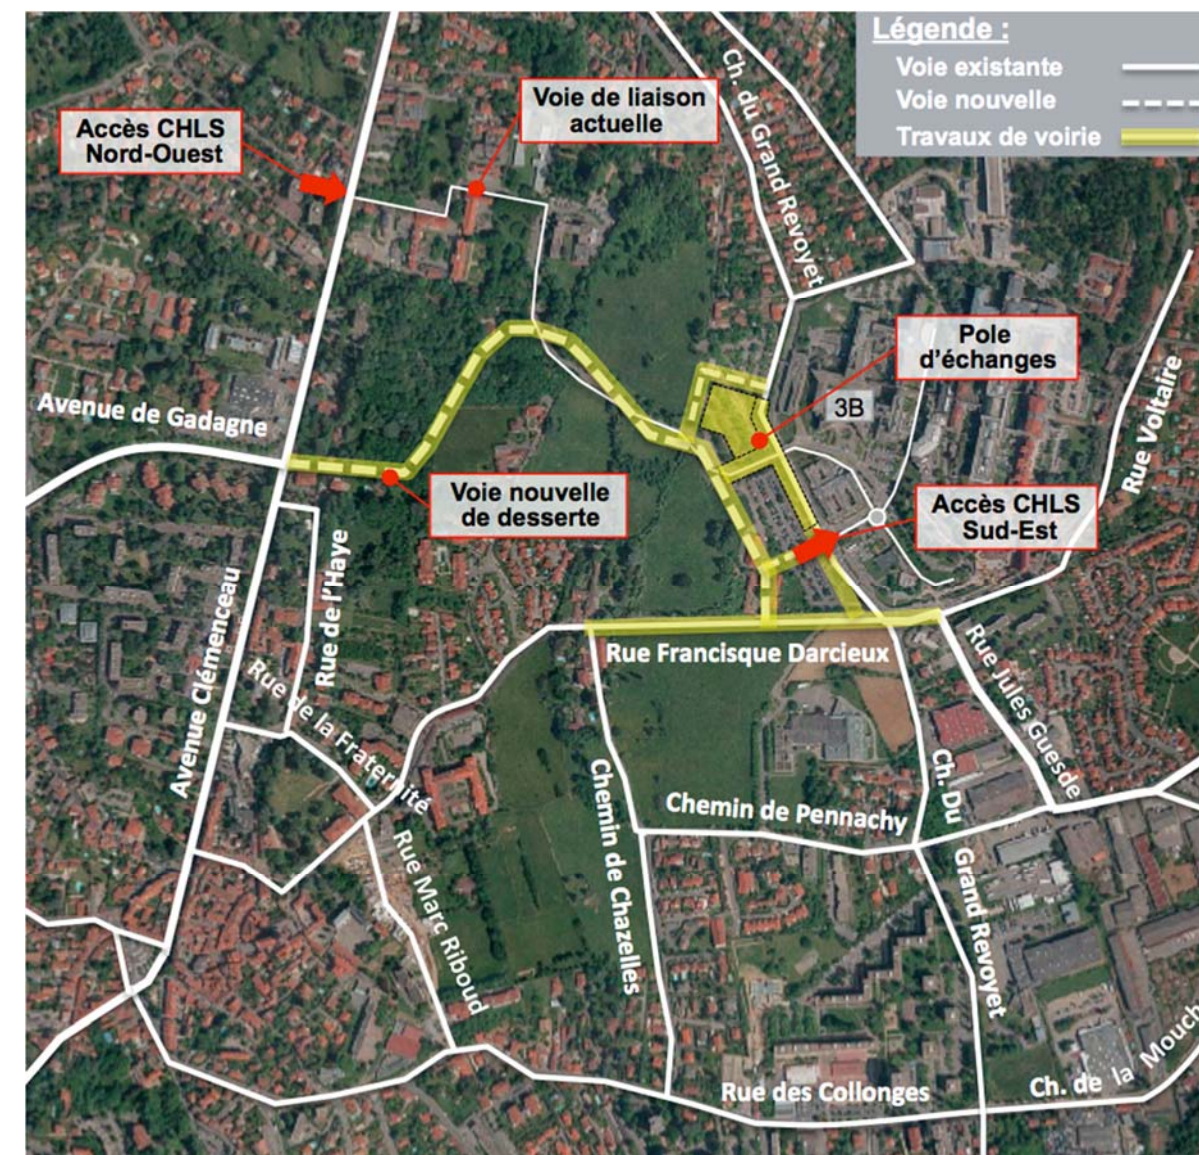 Légende :
Voie existante
Voie nouvelle
Travaux de voirie
Accès CHLS
Nord-Ouest
Voie de liaison
actuelle
Ch. du Grand Revoyet
Pole
d'échanges
3B
Rue Voltaire
Avenue de Gadagne
Voie nouvelle
de desserte
Accès CHLS
Sud-Est
Rue de l'Haye
Avenue Clémenceau
Rue de la Fraternité
Rue Francisque Darcieux
Rue Jules Guesde
Chemin de Chazelles
Chemin de Pennachy
Ch. Du
Grand Revoyet
Rue Marc Riboud
Rue des Collonges
Ch. de la Mouch